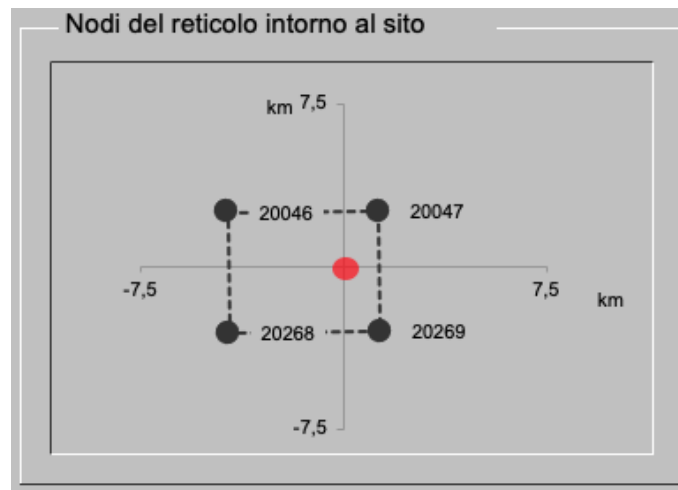 Nodi del reticolo intorno al sito
km 7,5
20046 20047
-7,5 7,5
km
20268 20269
-7,5